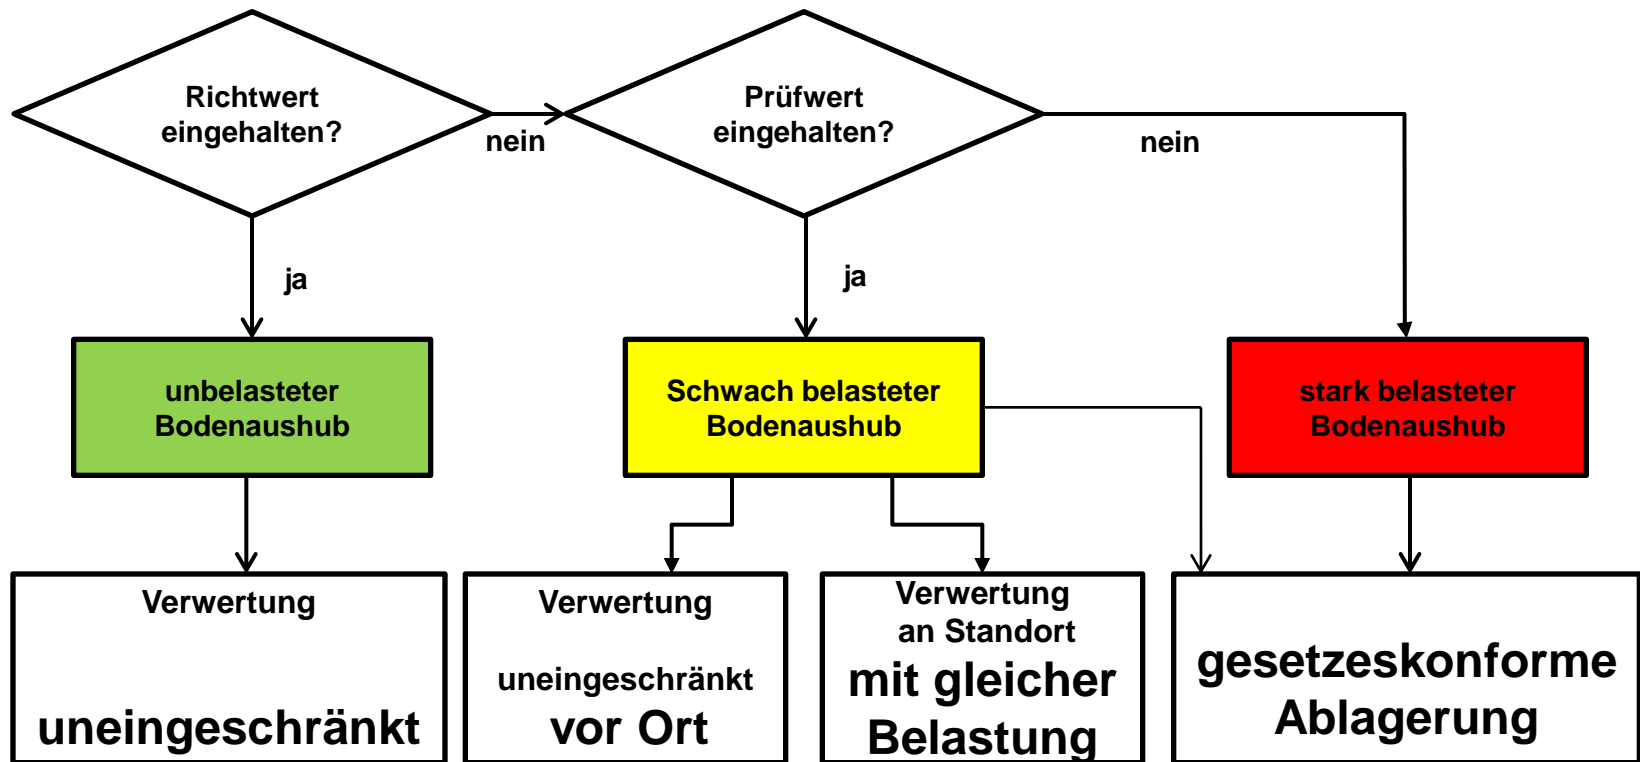 Richtwert
eingehalten?
nein
Prüfwert
eingehalten?
nein
ja
ja
unbelasteter
Bodenaushub
Schwach belasteter
Bodenaushub
stark belasteter
Bodenaushub
Verwertung
uneingeschränkt
Verwertung
uneingeschränkt
vor Ort
Verwertung
an Standort
mit gleicher
Belastung
gesetzeskonforme
Ablagerung